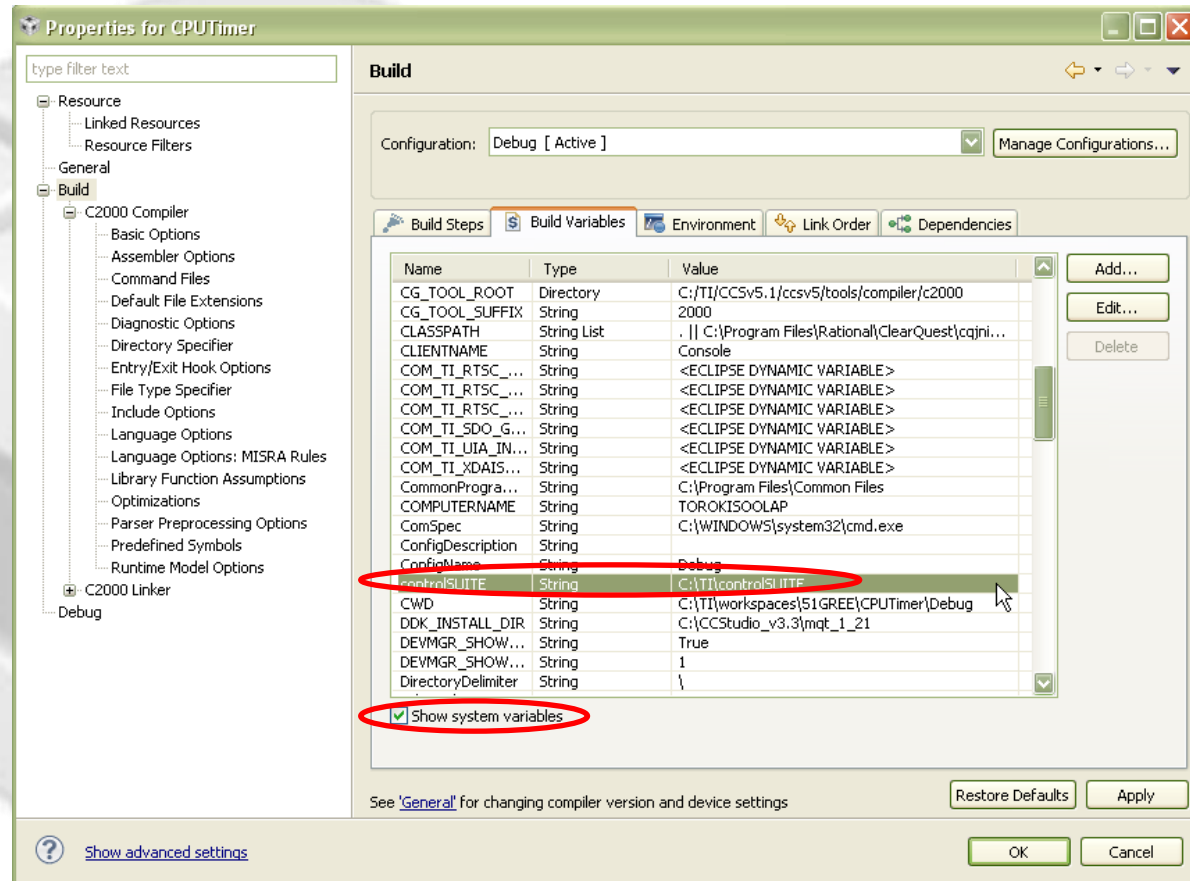 Properties for CPUTimer
type filter text
Resource
Linked Resources
Resource Filters
General
Build
C2000 Compiler
Basic Options
Assembler Options
Command Files
Default File Extensions
Diagnostic Options
Directory Specifier
Entry/Exit Hook Options
File Type Specifier
Include Options
Language Options
Language Options: MISRA Rules
Library Function Assumptions
Optimizations
Parser Preprocessing Options
Predefined Symbols
Runtime Model Options
C2000 Linker
Debug
Build
Configuration: Debug [ Active ] Manage Configurations...
Build Steps Build Variables Environment Link Order Dependencies
Name Type Value
CG_TOOL_ROOT Directory C:/TI/CCSv5.1/ccsv5/tools/compiler/c2000
CG_TOOL_SUFFIX String 2000
CLASSPATH String List . || C:\Program Files\Rational\ClearQuest\cqjni...
CLIENTNAME String Console
COM_TI_RTSC_... String <ECLIPSE DYNAMIC VARIABLE>
COM_TI_RTSC_... String <ECLIPSE DYNAMIC VARIABLE>
COM_TI_RTSC_... String <ECLIPSE DYNAMIC VARIABLE>
COM_TI_SDO_G... String <ECLIPSE DYNAMIC VARIABLE>
COM_TI_UIA_IN... String <ECLIPSE DYNAMIC VARIABLE>
COM_TI_XDAIS... String <ECLIPSE DYNAMIC VARIABLE>
CommonProgra... String C:\Program Files\Common Files
COMPUTERNAME String TOROKISOOLAP
ComSpec String C:\WINDOWS\system32\cmd.exe
ConfigDescription String
ConfigName String Debug
controlSUITE String C:\TI\controlSUITE
CWD String C:\TI\workspaces\51GREE\CPUTimer\Debug
DDK_INSTALL_DIR String C:\CCStudio_v3.3\mqt_1_21
DEVMGR_SHOW... String True
DEVMGR_SHOW... String 1
DirectoryDelimiter String \
Add...
Edit...
Delete
Show system variables
See 'General' for changing compiler version and device settings
Restore Defaults Apply
Show advanced settings
OK Cancel